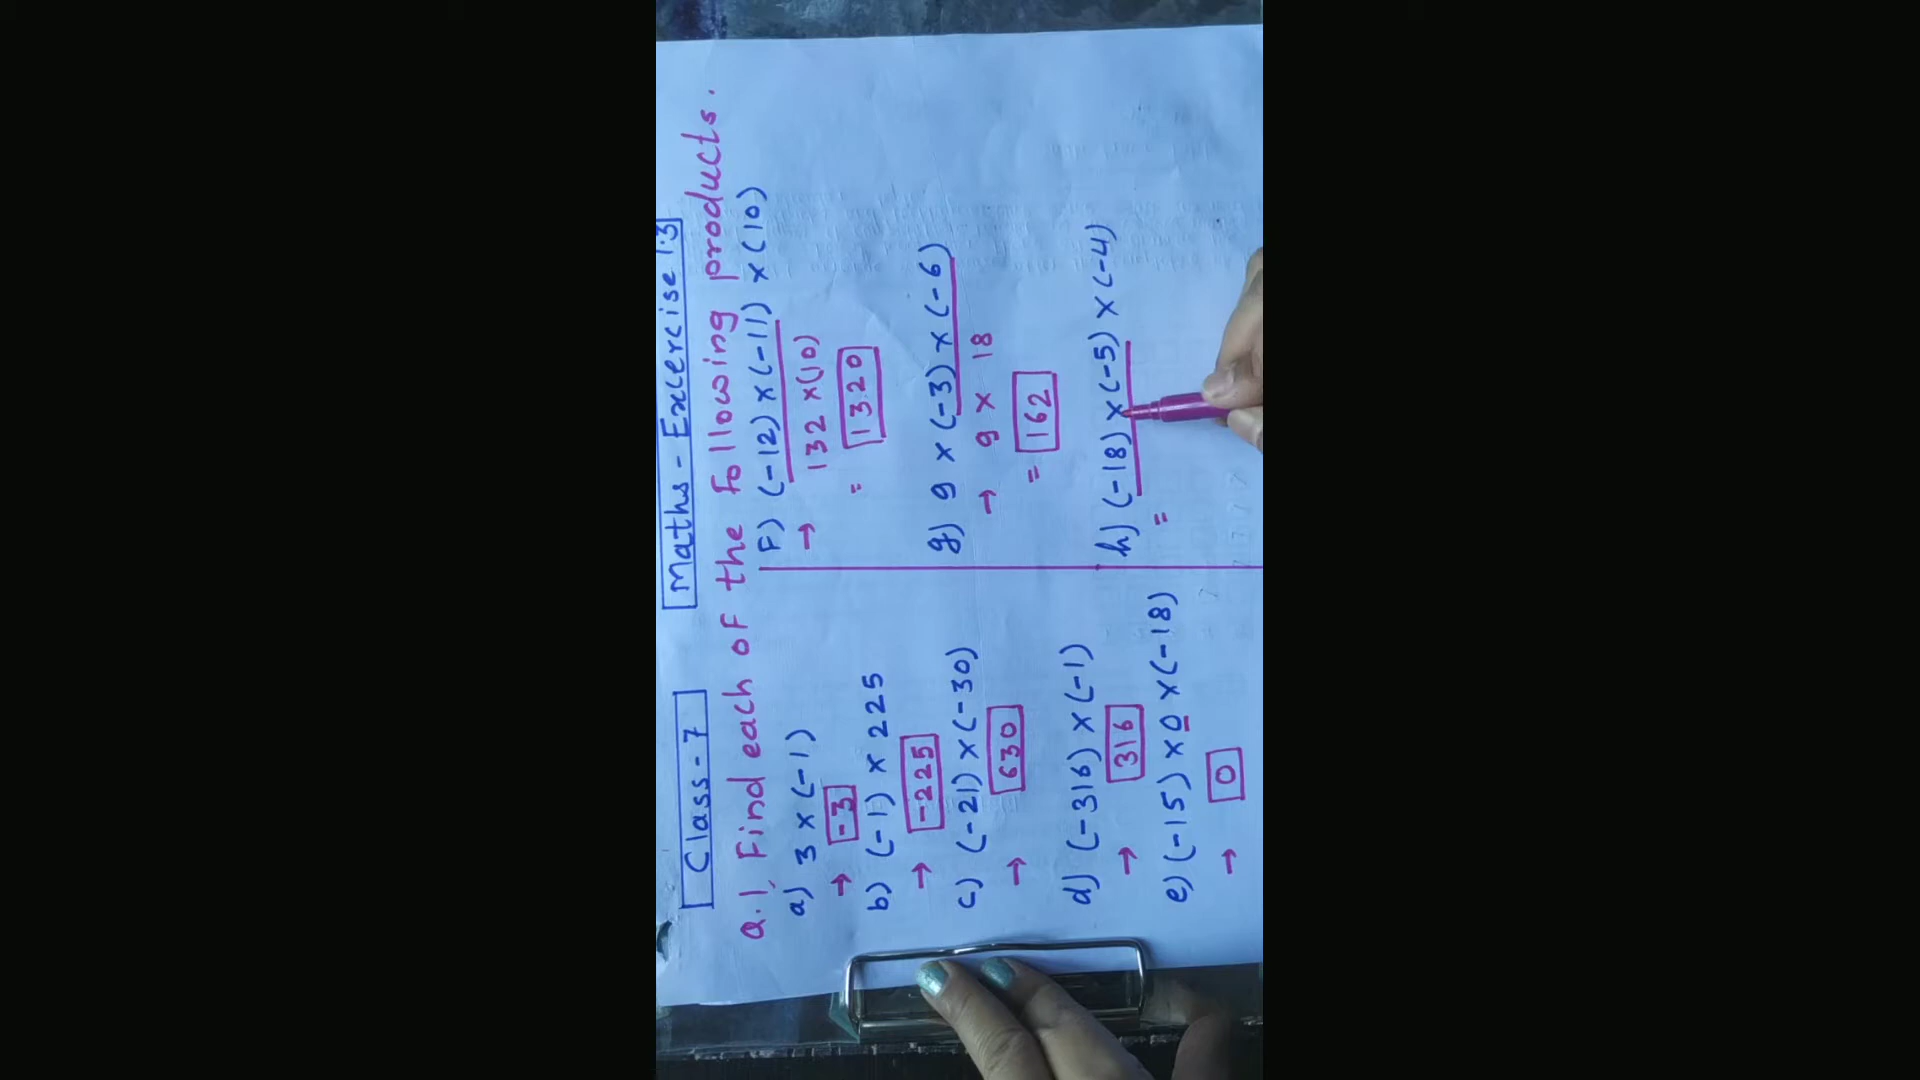 Class-7
Maths - Excercise 1.3
Q.1, Find each of the following products.
a) 3 x (-1)
→ -3
b) (-1) x 225
→ -225
c) (-21) x (-30)
→ 630
d) (-316) x (-1)
→ 316
e) (-15) x 0 x (-18)
→ 0
F) (-12) x (-11) x (10)
→ 132 x (10)
= 1320
g) 9 x (-3) x (-6)
→ 9 x 18
= 162
h) (-18) x (-5) x (-4)
=